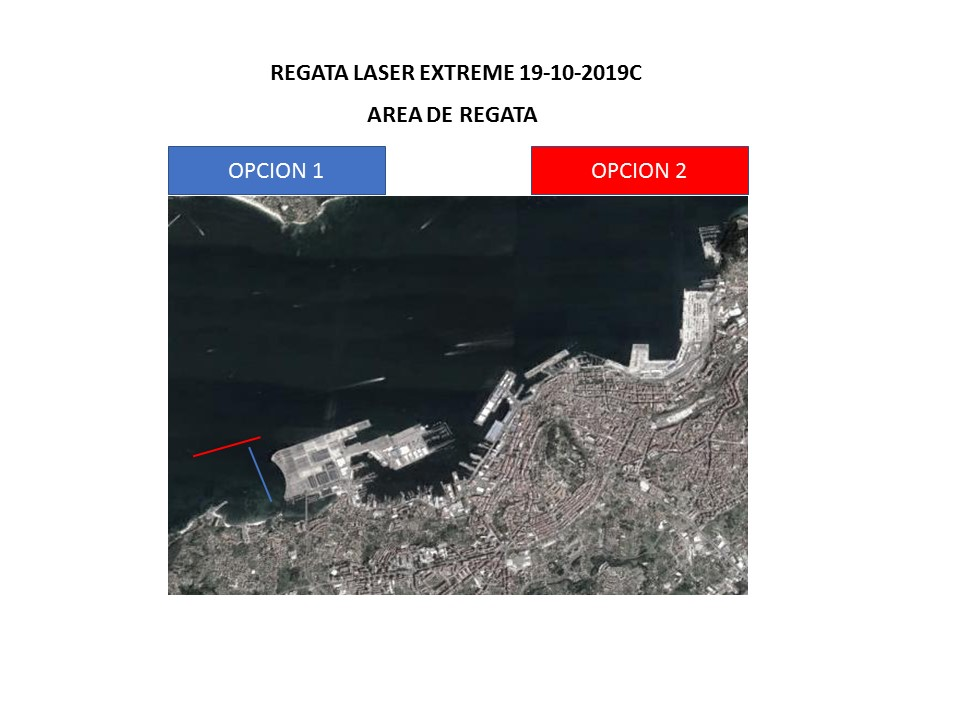 REGATA LASER EXTREME 19-10-2019C
AREA DE REGATA
OPCION 1
OPCION 2